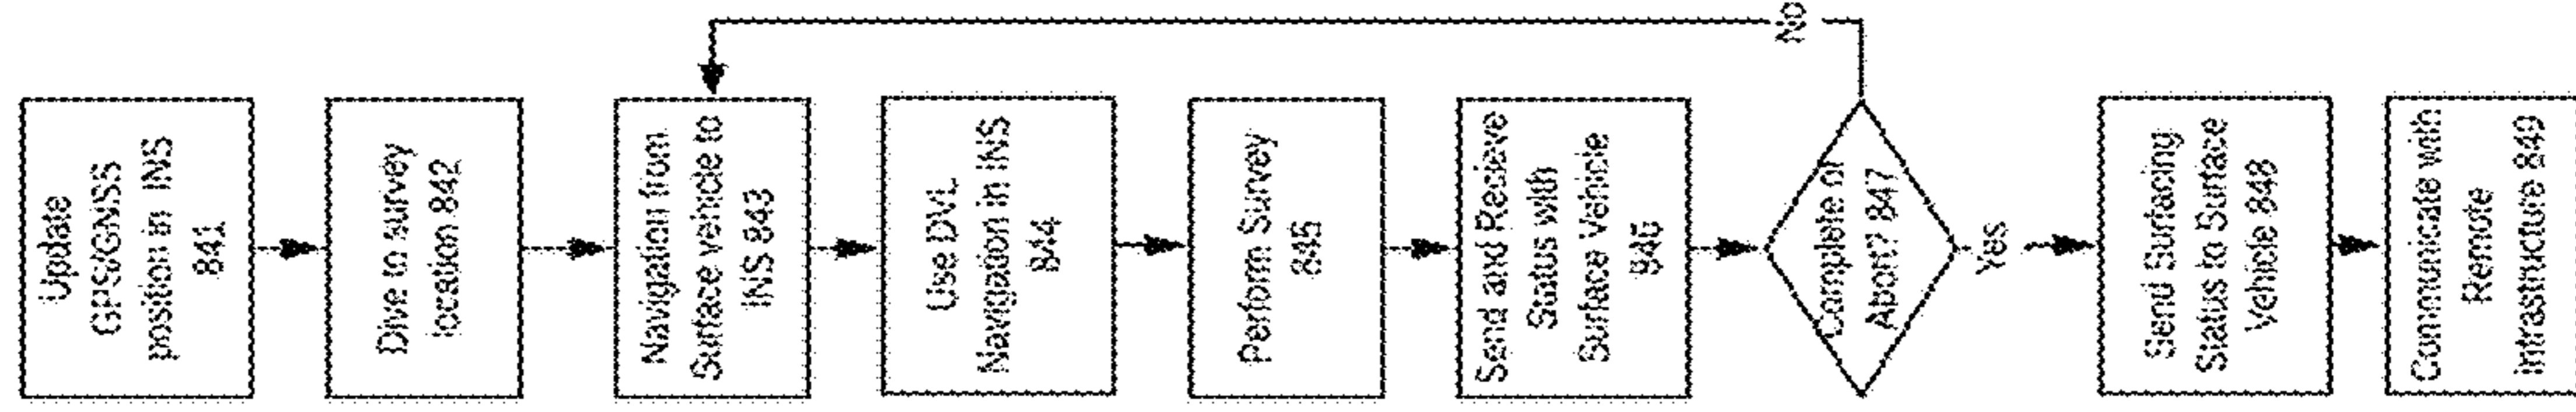 Update
GPS/GNSS
position in INS
841
Dive to survey
location 842
Navigation from
Surface vehicle to
INS 843
Use DVL
Navigation in INS
844
Perform Survey
845
Send and Recieve
Status with
Surface Vehicle
846
Complete or
Abort? 847
No
Yes
Send Surfacing
Status to Surface
Vehicle 848
Communicate with
Remote
Infrastructure 849